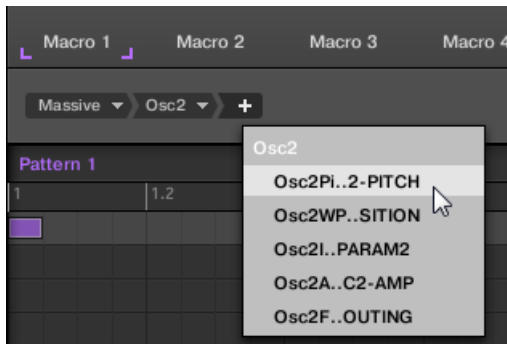 Macro 1 Macro 2 Macro 3 Macro 4
Massive Osc2 +
Osc2
Osc2Pi..2-PITCH
Osc2WP..SITION
Osc2I..PARAM2
Osc2A..C2-AMP
Osc2F..OUTING
Pattern 1
1 1.2